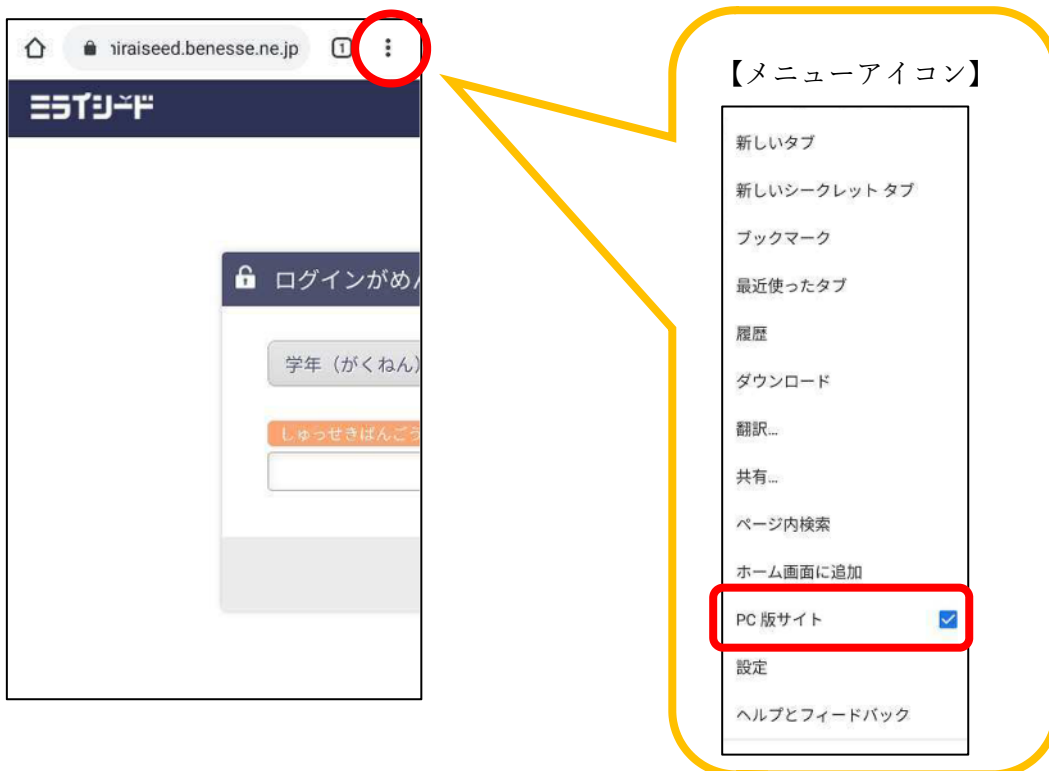 iraiseed.benesse.ne.jp
1
ミライシード
ログインがめ
学年（がくねん）
しゅっせきばんごう
【メニューアイコン】
新しいタブ
新しいシークレット タブ
ブックマーク
最近使ったタブ
履歴
ダウンロード
翻訳...
共有...
ページ内検索
ホーム画面に追加
PC 版サイト
設定
ヘルプとフィードバック